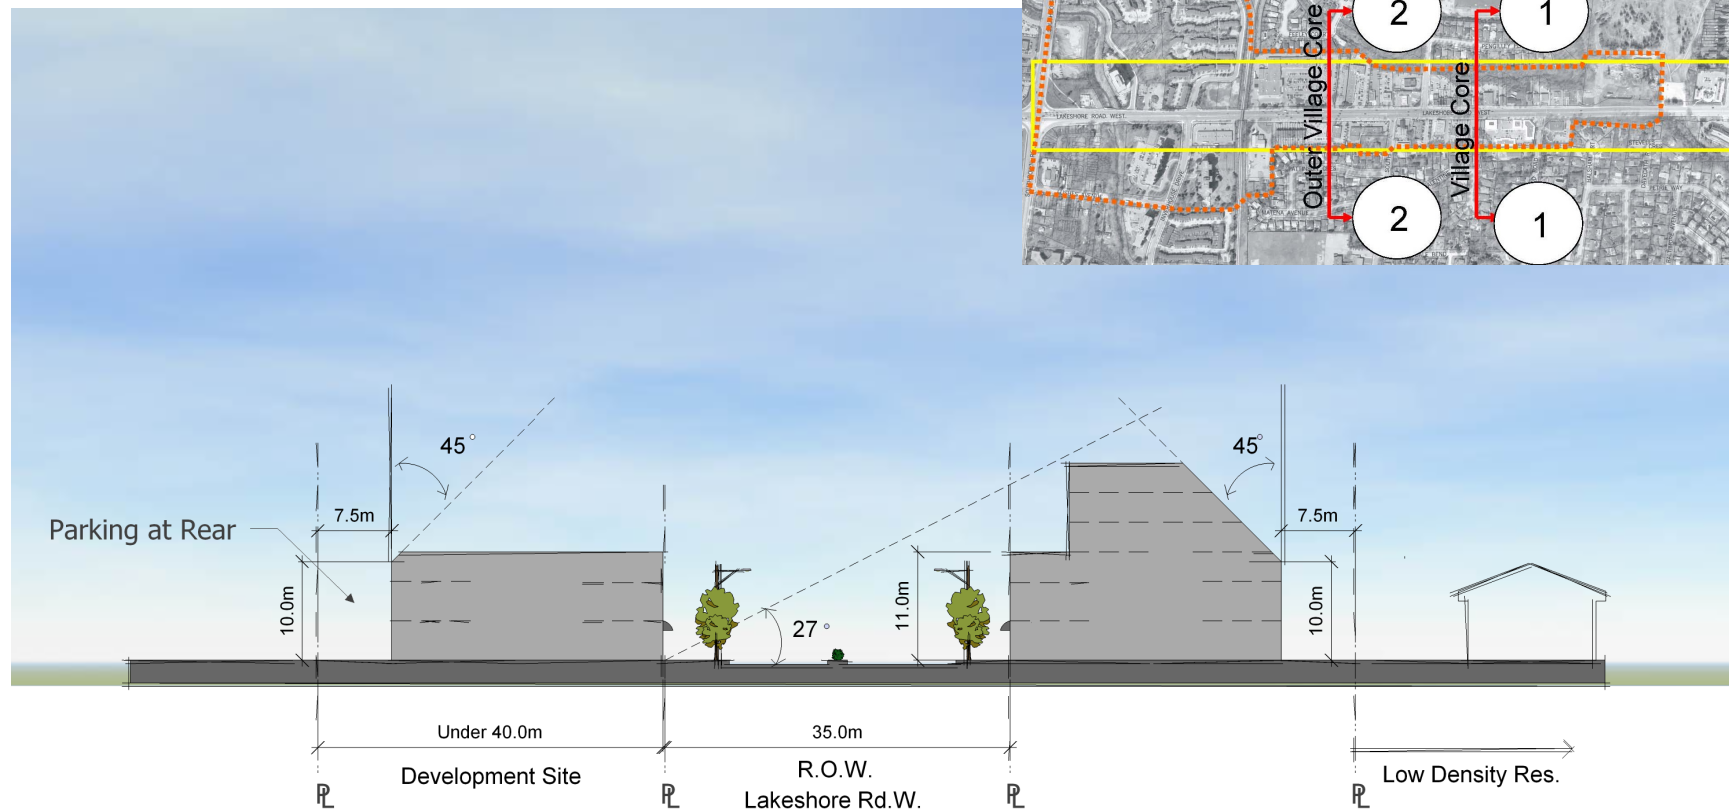 2
1
Outer Village Core
Village Core
LAKESHORE ROAD WEST
2
1
45°
45°
7.5m
7.5m
Parking at Rear
10.0m
27°
11.0m
10.0m
Under 40.0m
35.0m
Development Site
R.O.W.
Lakeshore Rd.W.
Low Density Res.
PL
PL
PL
PL